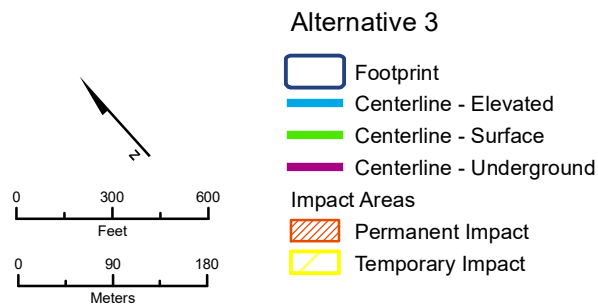 Alternative 3
Footprint
Centerline - Elevated
Centerline - Surface
Centerline - Underground
Impact Areas
Permanent Impact
Temporary Impact
N
0 300 600
Feet
0 90 180
Meters